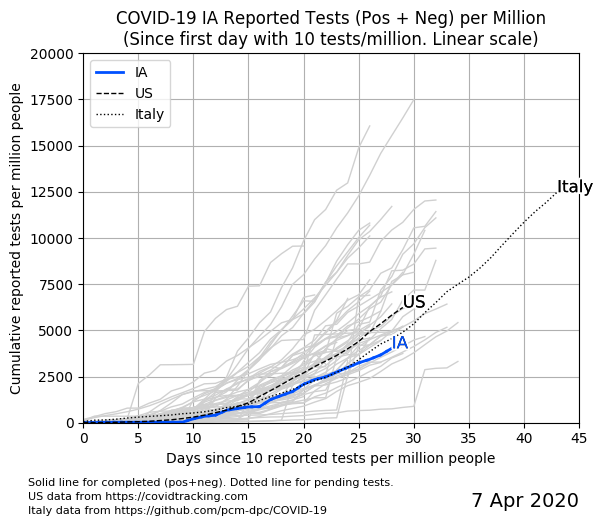 COVID-19 IA Reported Tests (Pos + Neg) per Million
(Since first day with 10 tests/million. Linear scale)
Cumulative reported tests per million people
20000
17500
15000
12500
10000
7500
5000
2500
0
IA
US
Italy
Italy
US
IA
0 5 10 15 20 25 30 35 40 45
Days since 10 reported tests per million people
Solid line for completed (pos+neg). Dotted line for pending tests.
US data from https://covidtracking.com
Italy data from https://github.com/pcm-dpc/COVID-19
7 Apr 2020